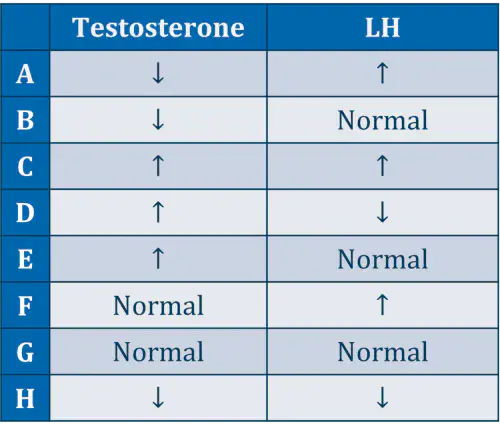 Testosterone LH
A ↓ ↑
B ↓ Normal
C ↑ ↑
D ↑ ↓
E ↑ Normal
F Normal ↑
G Normal Normal
H ↓ ↓